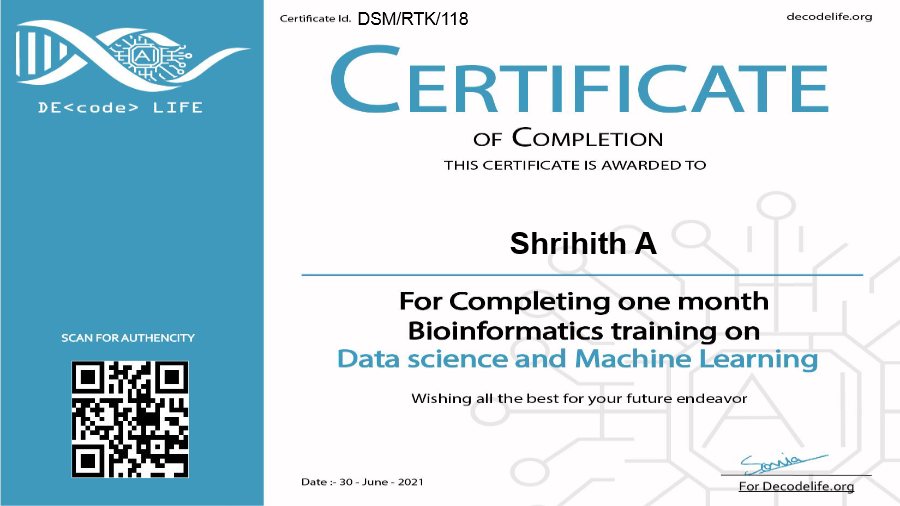 DE<code> LIFE
SCAN FOR AUTHENCITY
Certificate Id. DSM/RTK/118
decodelife.org
CERTIFICATE
OF COMPLETION
THIS CERTIFICATE IS AWARDED TO
Shrihith A
For Completing one month
Bioinformatics training on
Data science and Machine Learning
Wishing all the best for your future endeavor
Date :- 30 - June - 2021
Sonia
For Decodelife.org